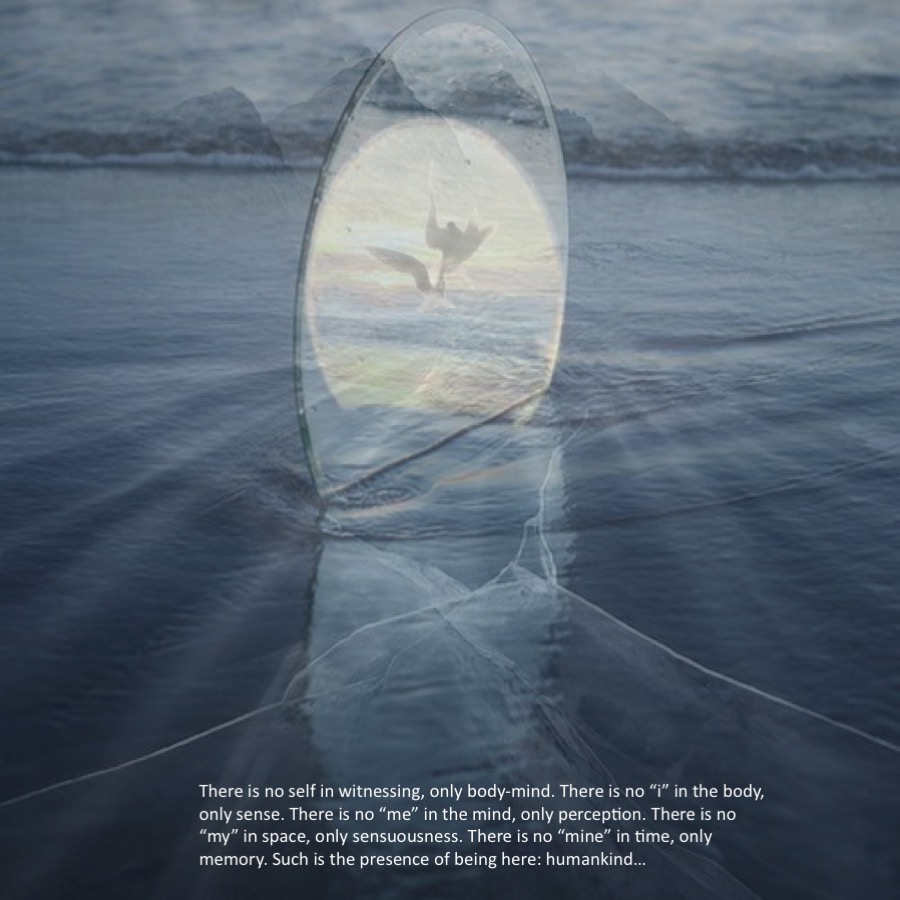 There is no self in witnessing, only body-mind. There is no “i” in the body,
only sense. There is no “me” in the mind, only perception. There is no
“my” in space, only sensuousness. There is no “mine” in time, only
memory. Such is the presence of being here: humankind...